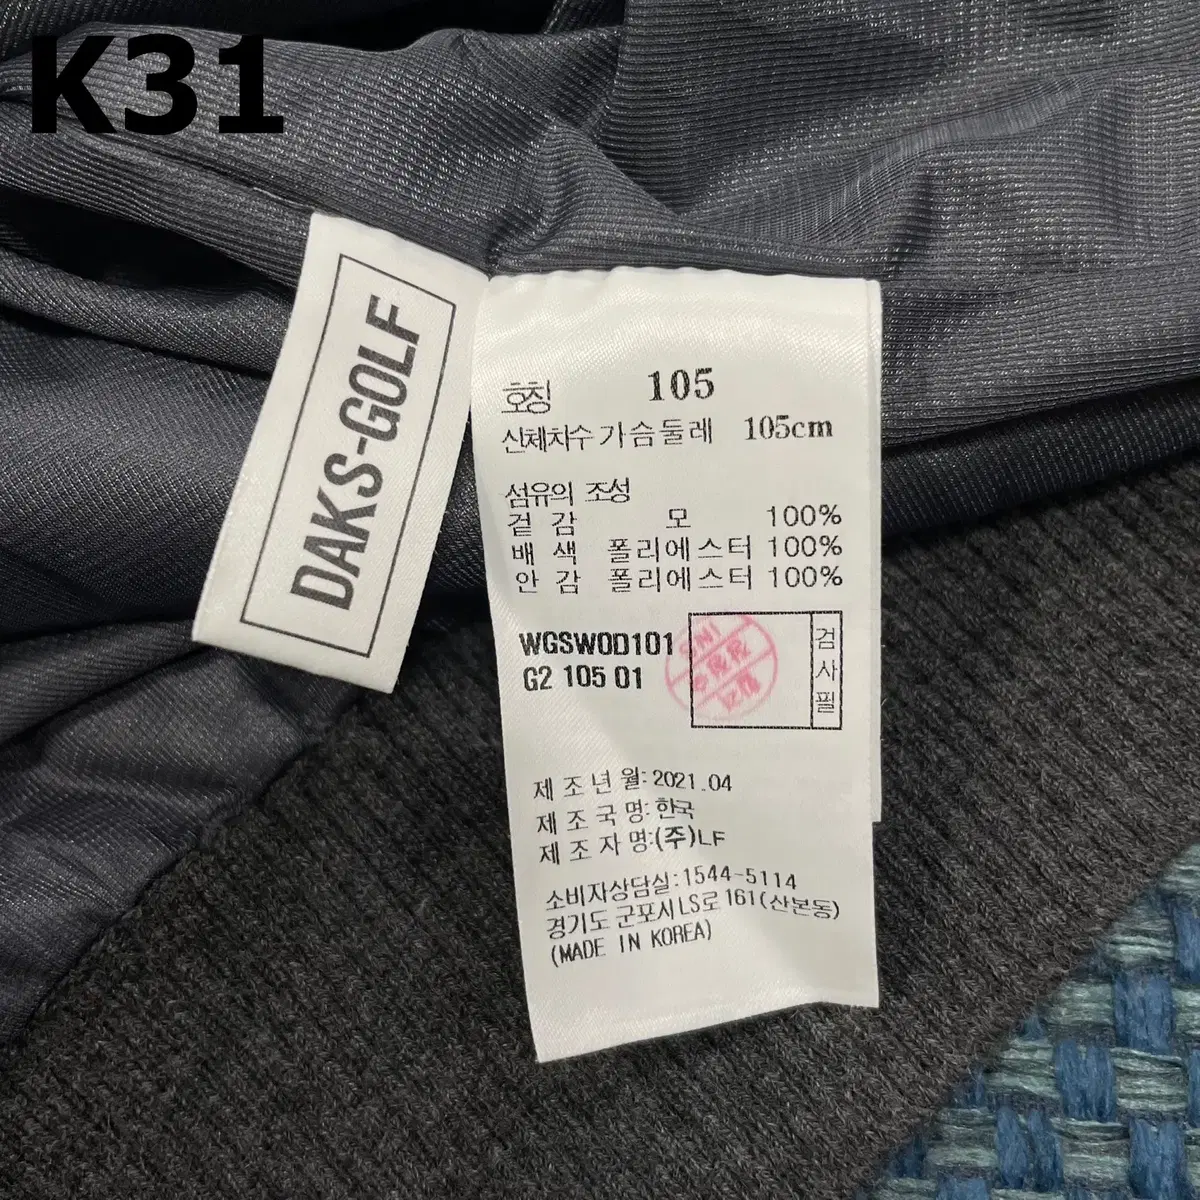 K31
DAKS-GOLF
호칭 105
신체치수 가슴둘레 105cm
섬유의 조성
겉 감 모 100%
배 색 폴리에스터 100%
안 감 폴리에스터 100%
WGSW0D101
G2 105 01
검사필
제 조 년 월: 2021.04
제 조 국 명: 한국
제 조 자 명:(주)LF
소비자상담실:1544-5114
경기도 군포시 LS로 161(산본동)
(MADE IN KOREA)